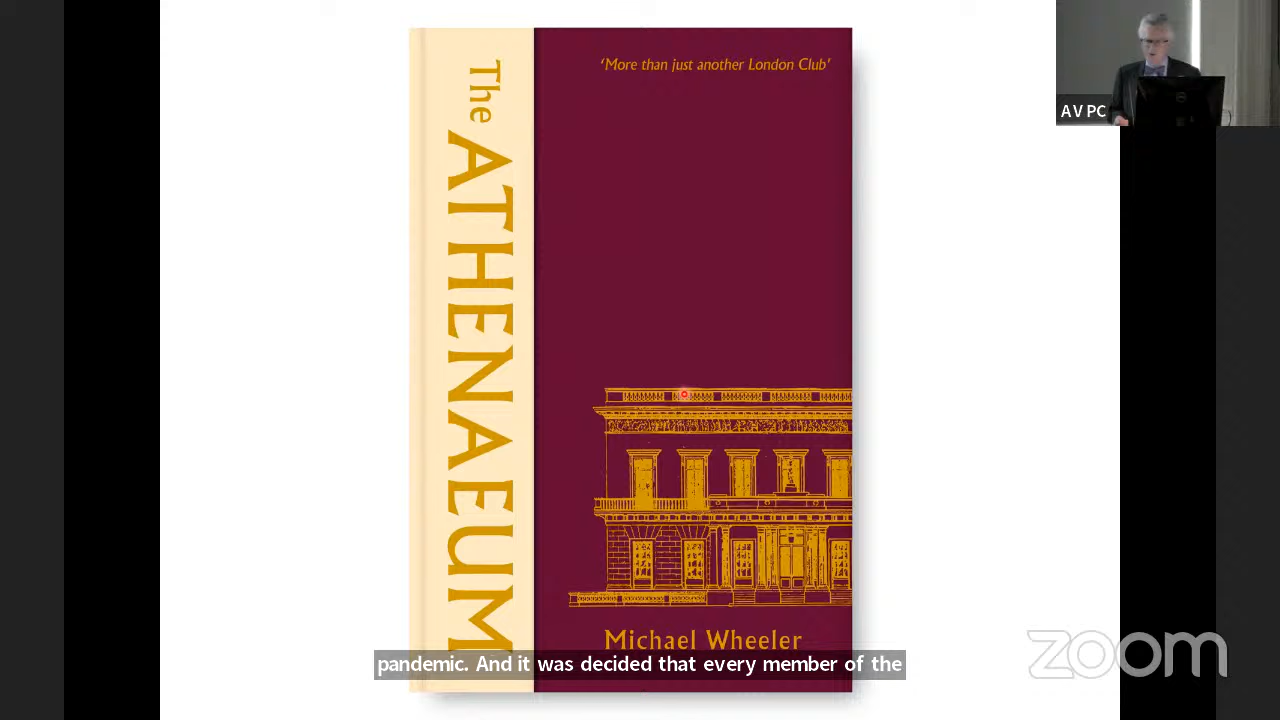 The ATHENAEUM
'More than just another London Club'
Michael Wheeler
pandemic. And it was decided that every member of the
AV PC
zoom